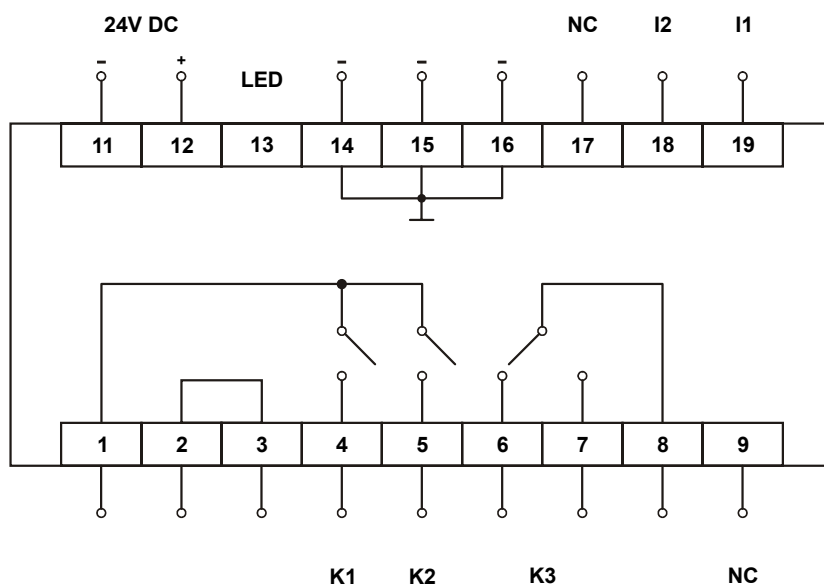 24V DC NC I2 I1
- + - - -
LED
11 12 13 14 15 16 17 18 19
1 2 3 4 5 6 7 8 9
K1 K2 K3 NC